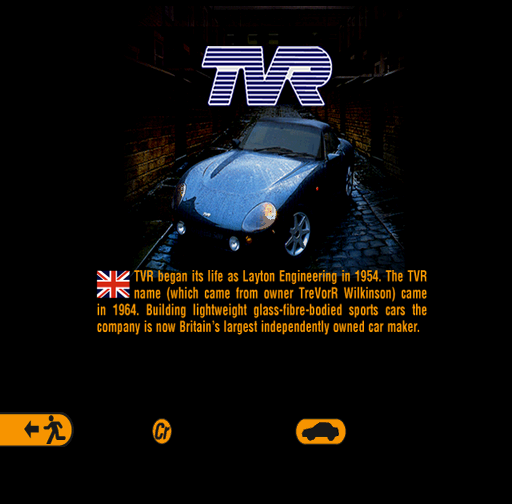 TVR
TVR began its life as Layton Engineering in 1954. The TVR
name (which came from owner TreVorR Wilkinson) came
in 1964. Building lightweight glass-fibre-bodied sports cars the
company is now Britain's largest independently owned car maker.
Cr